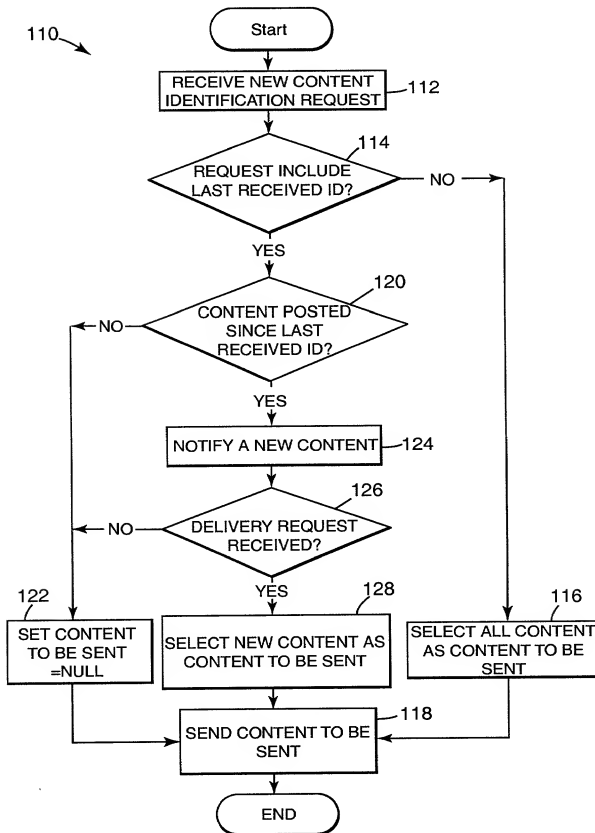 Start
110
RECEIVE NEW CONTENT
IDENTIFICATION REQUEST
112
114
REQUEST INCLUDE
LAST RECEIVED ID?
NO
YES
120
CONTENT POSTED
SINCE LAST
RECEIVED ID?
NO
YES
NOTIFY A NEW CONTENT
124
126
DELIVERY REQUEST
RECEIVED?
NO
YES
122
SET CONTENT
TO BE SENT
=NULL
128
SELECT NEW CONTENT AS
CONTENT TO BE SENT
116
SELECT ALL CONTENT
AS CONTENT TO BE
SENT
118
SEND CONTENT TO BE
SENT
END